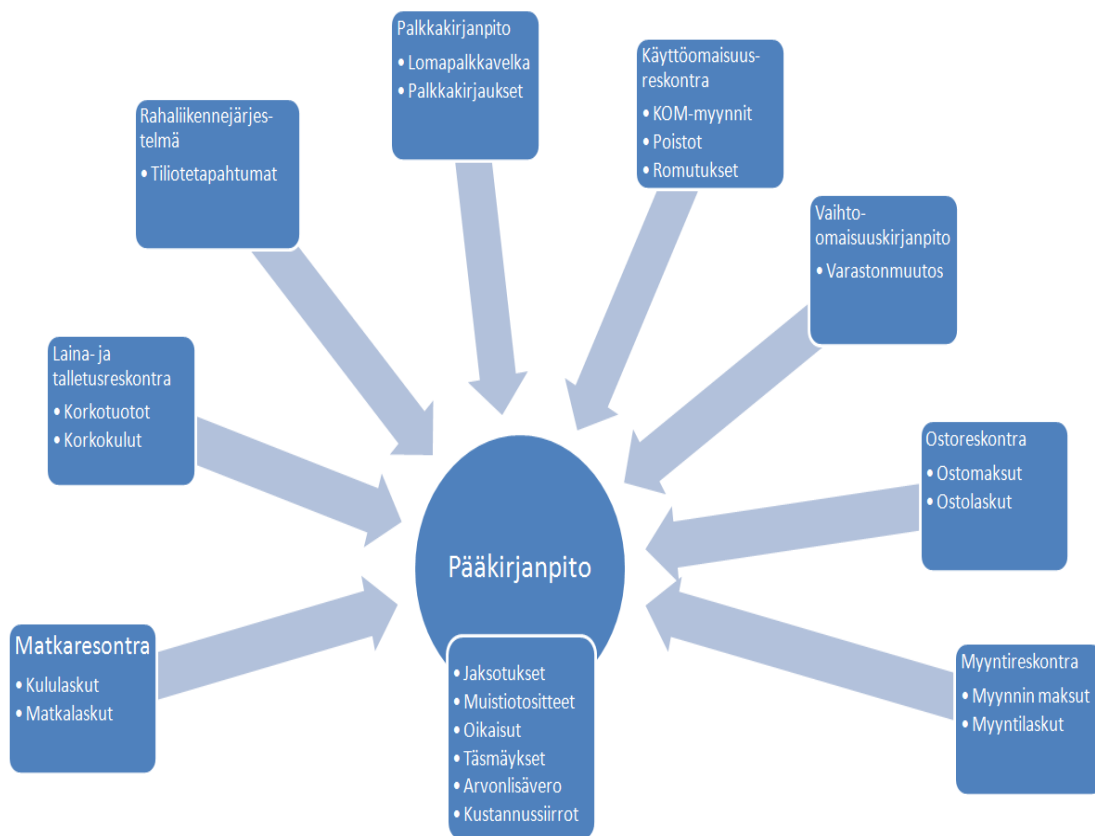 Palkkakirjanpito
• Lomapalkkavelka
• Palkkakirjaukset
Käyttöomaisuus-
reskontra
• KOM-myynnit
• Poistot
• Romutukset
Rahaliikennejärjes-
telmä
• Tiliotetapahtumat
Vaihto-
omaisuuskirjanpito
• Varastonmuutos
Laina- ja
talletusreskontra
• Korkotuotot
• Korkokulut
Ostoreskontra
• Ostomaksut
• Ostolaskut
Pääkirjanpito
Matkaresontra
• Kululaskut
• Matkalaskut
• Jaksotukset
• Muistiotositteet
• Oikaisut
• Täsmäykset
• Arvonlisävero
• Kustannussiirrot
Myyntireskontra
• Myynnin maksut
• Myyntilaskut